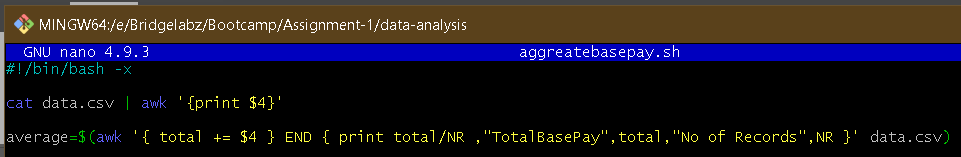 MINGW64:/e/Bridgelabz/Bootcamp/Assignment-1/data-analysis
GNU nano 4.9.3 aggreatebasepay.sh
#!/bin/bash -x
cat data.csv | awk '{print $4}'
average=$(awk '{ total += $4 } END { print total/NR ,"TotalBasePay",total,"No of Records",NR }' data.csv)